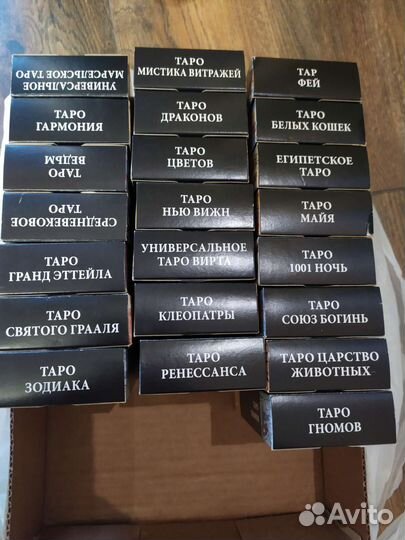 УНИВЕРСАЛЬНОЕ
МАРСЕЛЬСКОЕ ТАРО
ТАРО
ГАРМОНИЯ
ТАРО
ВЕДЬМ
СРЕДНЕВЕКОВОЕ
ТАРО
ТАРО
ГРАНД ЭТТЕЙЛА
ТАРО
СВЯТОГО ГРААЛЯ
ТАРО
ЗОДИАКА
ТАРО
МИСТИКА ВИТРАЖЕЙ
ТАРО
ДРАКОНОВ
ТАРО
ЦВЕТОВ
ТАРО
НЬЮ ВИЖН
УНИВЕРСАЛЬНОЕ
ТАРО ВИРТА
ТАРО
КЛЕОПАТРЫ
ТАРО
РЕНЕССАНСА
ТАР
ФЕЙ
ТАРО
БЕЛЫХ КОШЕК
ЕГИПЕТСКОЕ
ТАРО
ТАРО
МАЙЯ
ТАРО
1001 НОЧЬ
ТАРО
СОЮЗ БОГИНЬ
ТАРО ЦАРСТВО
ЖИВОТНЫХ
ТАРО
ГНОМОВ
Avito